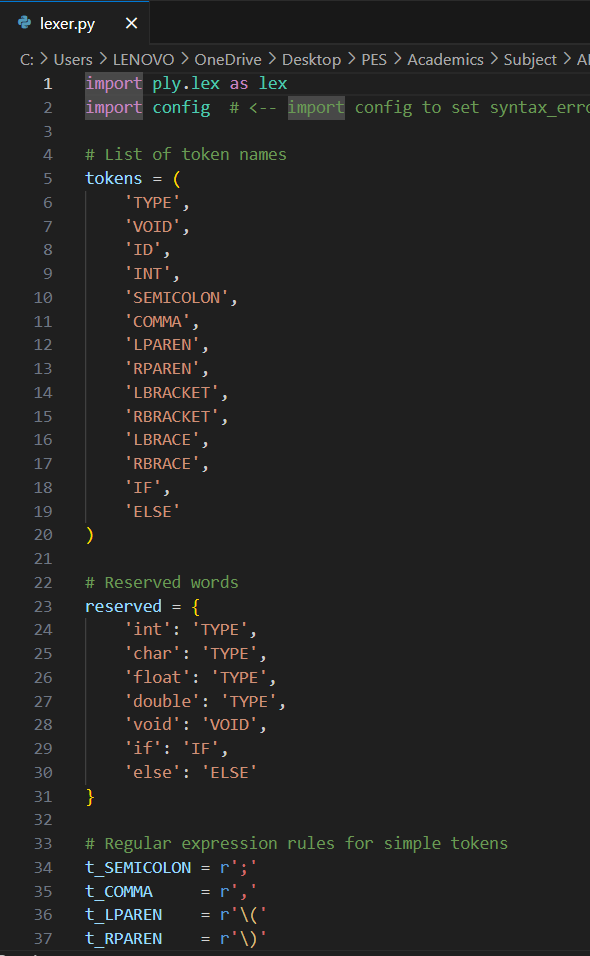 lexer.py ×
C: > Users > LENOVO > OneDrive > Desktop > PES > Academics > Subject >
1 import ply.lex as lex
2 import config  # <-- import config to set
3
4 # List of token names
5 tokens = (
6     'TYPE',
7     'VOID',
8     'ID',
9     'INT',
10     'SEMICOLON',
11     'COMMA',
12     'LPAREN',
13     'RPAREN',
14     'LBRACKET',
15     'RBRACKET',
16     'LBRACE',
17     'RBRACE',
18     'IF',
19     'ELSE'
20 )
21
22 # Reserved words
23 reserved = {
24     'int': 'TYPE',
25     'char': 'TYPE',
26     'float': 'TYPE',
27     'double': 'TYPE',
28     'void': 'VOID',
29     'if': 'IF',
30     'else': 'ELSE'
31 }
32
33 # Regular expression rules for simple tokens
34 t_SEMICOLON = r';'
35 t_COMMA     = r','
36 t_LPAREN    = r'\('
37 t_RPAREN    = r'\)'